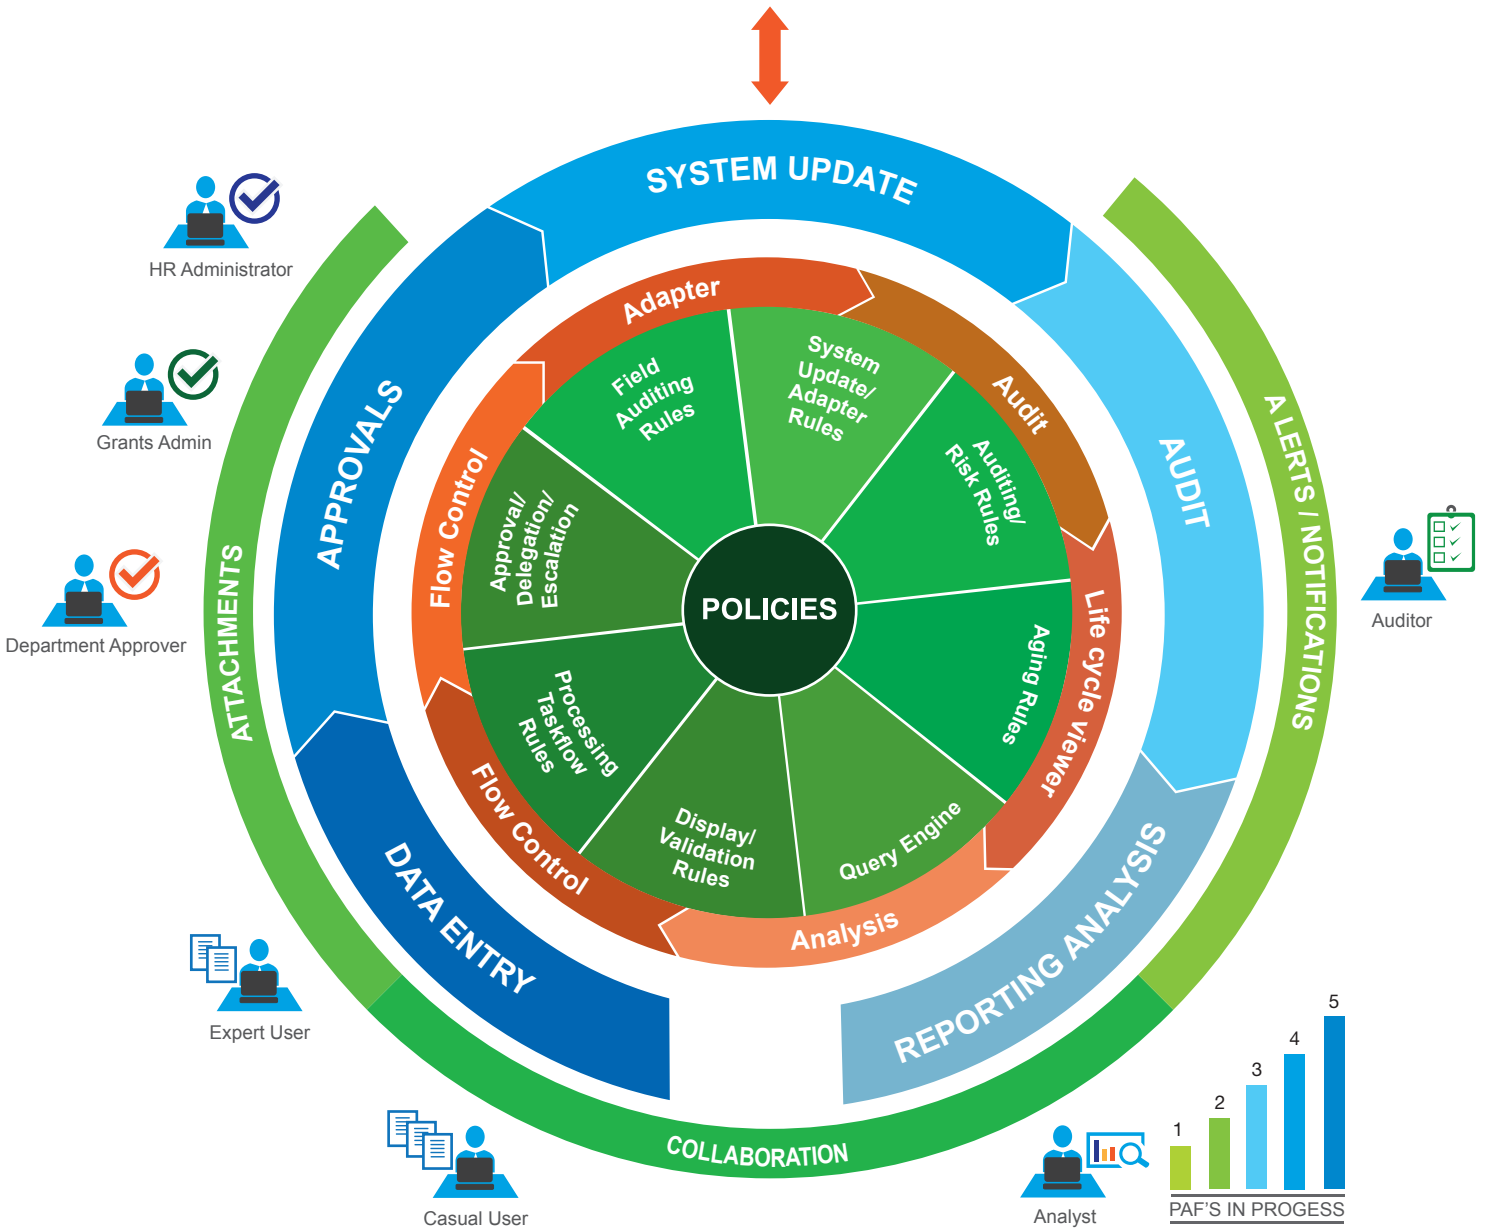 SYSTEM UPDATE
HR Administrator
Grants Admin
Department Approver
Expert User
Casual User
Analyst
Auditor
ATTACHMENTS
A LERTS / NOTIFICATIONS
COLLABORATION
APPROVALS
AUDIT
DATA ENTRY
REPORTING ANALYSIS
Adapter
Audit
Life cycle viewer
Analysis
Flow Control
Flow Control
Field
Auditing
Rules
System
Update/
Adapter
Rules
Auditing/
Risk Rules
Aging Rules
Query Engine
Display/
Validation
Rules
Processing
Taskflow
Rules
Approval/
Delegation/
Escalation
POLICIES
1
2
3
4
5
PAF'S IN PROGESS